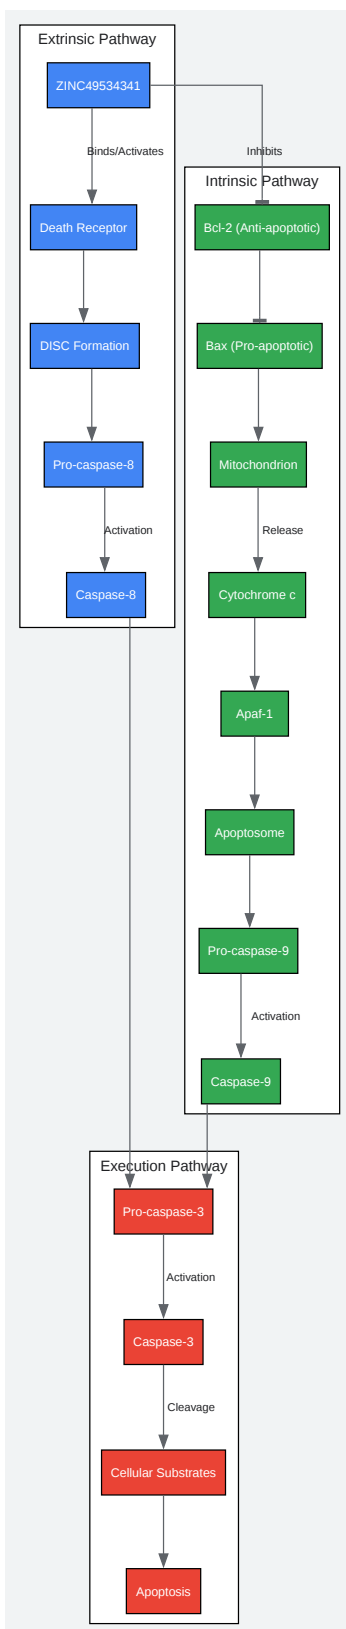 Extrinsic Pathway
ZINC49534341
Binds/Activates
Inhibits
Intrinsic Pathway
Death Receptor
Bcl-2 (Anti-apoptotic)
DISC Formation
Bax (Pro-apoptotic)
Pro-caspase-8
Mitochondrion
Activation
Release
Caspase-8
Cytochrome c
Apaf-1
Apoptosome
Pro-caspase-9
Activation
Caspase-9
Execution Pathway
Pro-caspase-3
Activation
Caspase-3
Cleavage
Cellular Substrates
Apoptosis